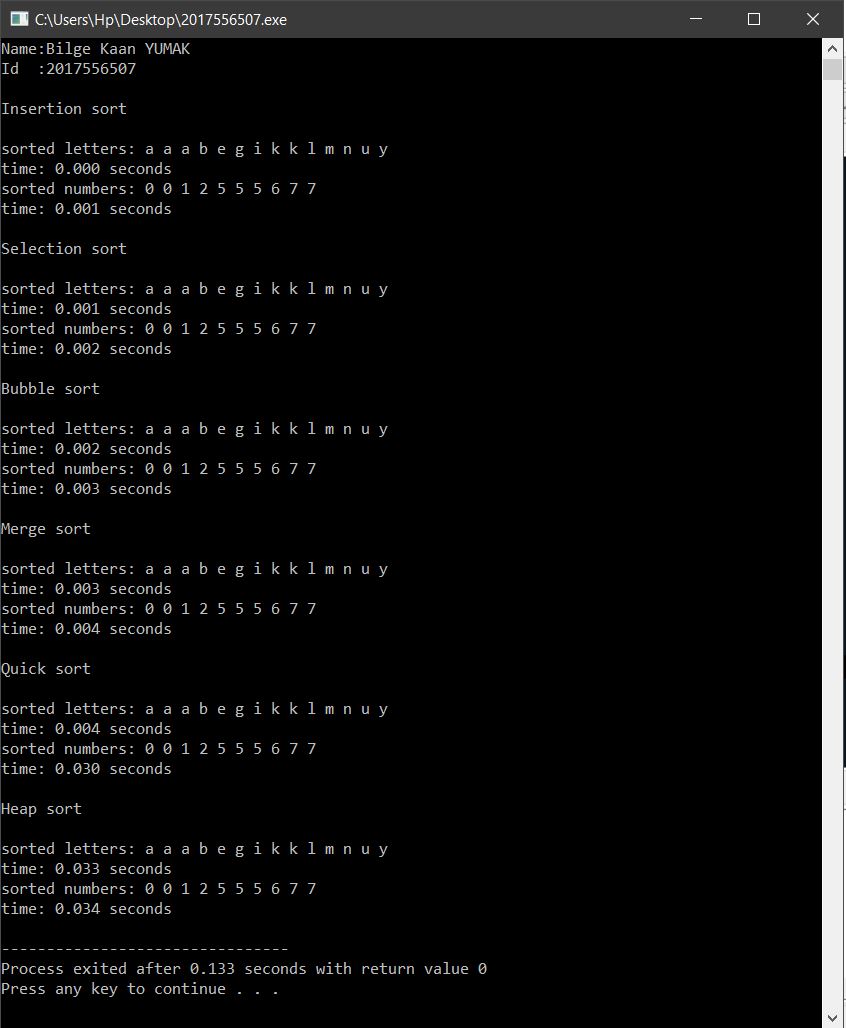 C:\Users\Hp\Desktop\2017556507.exe
Name:Bilge Kaan YUMAK
Id  :2017556507
Insertion sort
sorted letters: a a a b e g i k k l m n u y
time: 0.000 seconds
sorted numbers: 0 0 1 2 5 5 5 6 7 7
time: 0.001 seconds
Selection sort
sorted letters: a a a b e g i k k l m n u y
time: 0.001 seconds
sorted numbers: 0 0 1 2 5 5 5 6 7 7
time: 0.002 seconds
Bubble sort
sorted letters: a a a b e g i k k l m n u y
time: 0.002 seconds
sorted numbers: 0 0 1 2 5 5 5 6 7 7
time: 0.003 seconds
Merge sort
sorted letters: a a a b e g i k k l m n u y
time: 0.003 seconds
sorted numbers: 0 0 1 2 5 5 5 6 7 7
time: 0.004 seconds
Quick sort
sorted letters: a a a b e g i k k l m n u y
time: 0.004 seconds
sorted numbers: 0 0 1 2 5 5 5 6 7 7
time: 0.030 seconds
Heap sort
sorted letters: a a a b e g i k k l m n u y
time: 0.033 seconds
sorted numbers: 0 0 1 2 5 5 5 6 7 7
time: 0.034 seconds
--------------------------------
Process exited after 0.133 seconds with return value 0
Press any key to continue . . .